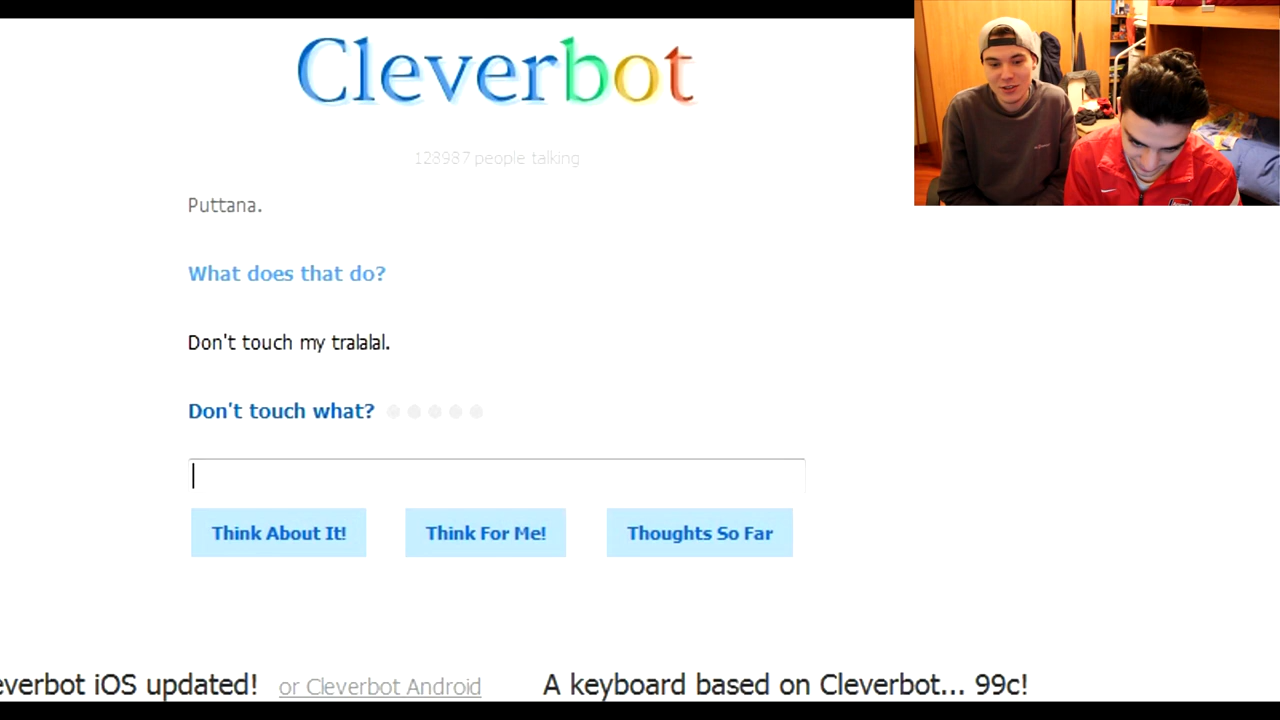 Cleverbot
128987 people talking
Puttana.
What does that do?
Don't touch my tralalal.
Don't touch what?
Think About It!
Think For Me!
Thoughts So Far
everbot iOS updated! or Cleverbot Android A keyboard based on Cleverbot... 99c!